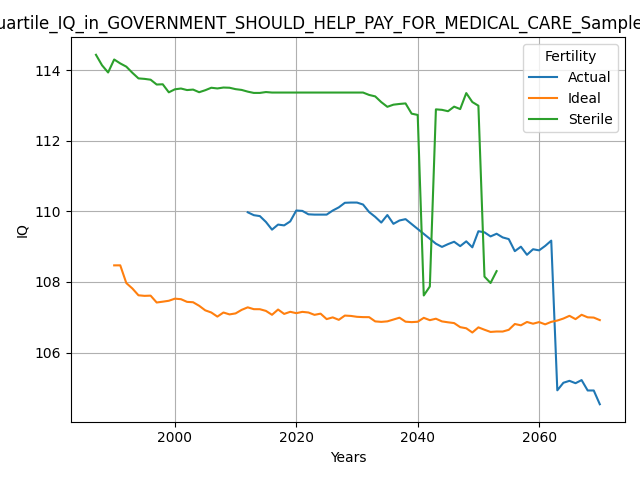 uartile_IQ_in_GOVERNMENT_SHOULD_HELP_PAY_FOR_MEDICAL_CARE_Sample
Fertility
Actual
Ideal
Sterile
114
112
110
108
106
IQ
2000
2020
2040
2060
Years